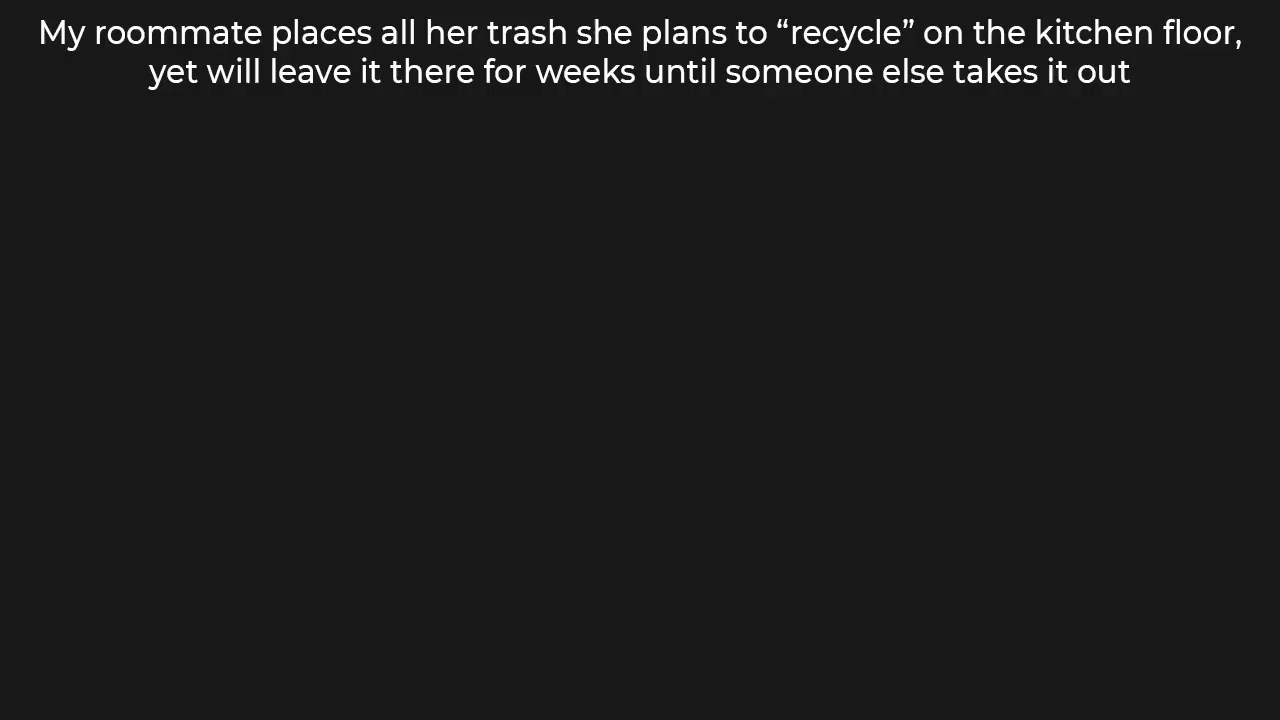 My roommate places all her trash she plans to “recycle” on the kitchen floor,
yet will leave it there for weeks until someone else takes it out